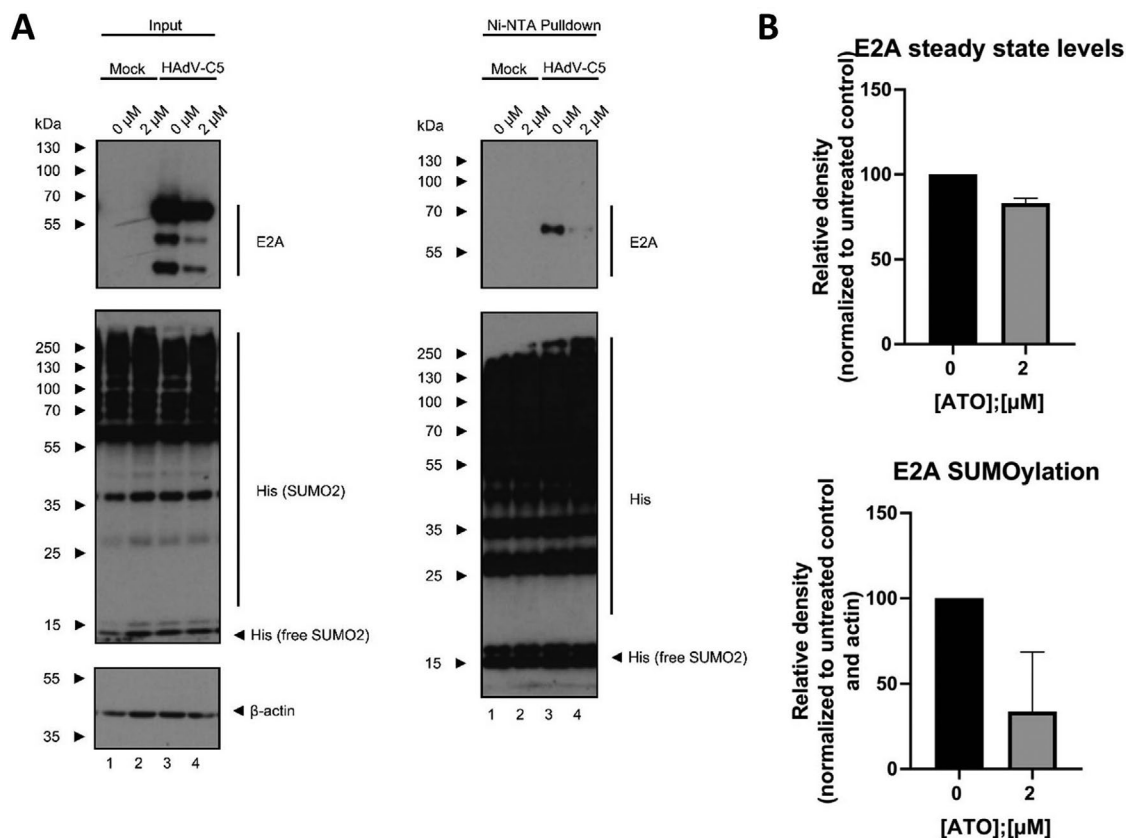 A
Input
Mock
HAdV-C5
0 µM
2 µM
0 µM
2 µM
kDa
130
100
70
55
E2A
250
130
100
70
55
35
25
15
His (SUMO2)
His (free SUMO2)
55
35
β-actin
1 2 3 4
Ni-NTA Pulldown
Mock
HAdV-C5
0 µM
2 µM
0 µM
2 µM
kDa
130
100
70
55
E2A
250
130
100
70
55
35
25
15
His
His (free SUMO2)
1 2 3 4
B
E2A steady state levels
Relative density
(normalized to untreated control)
150
100
50
0
0 2
[ATO];[µM]
E2A SUMOylation
Relative density
(normalized to untreated control
and actin)
150
100
50
0
0 2
[ATO];[µM]